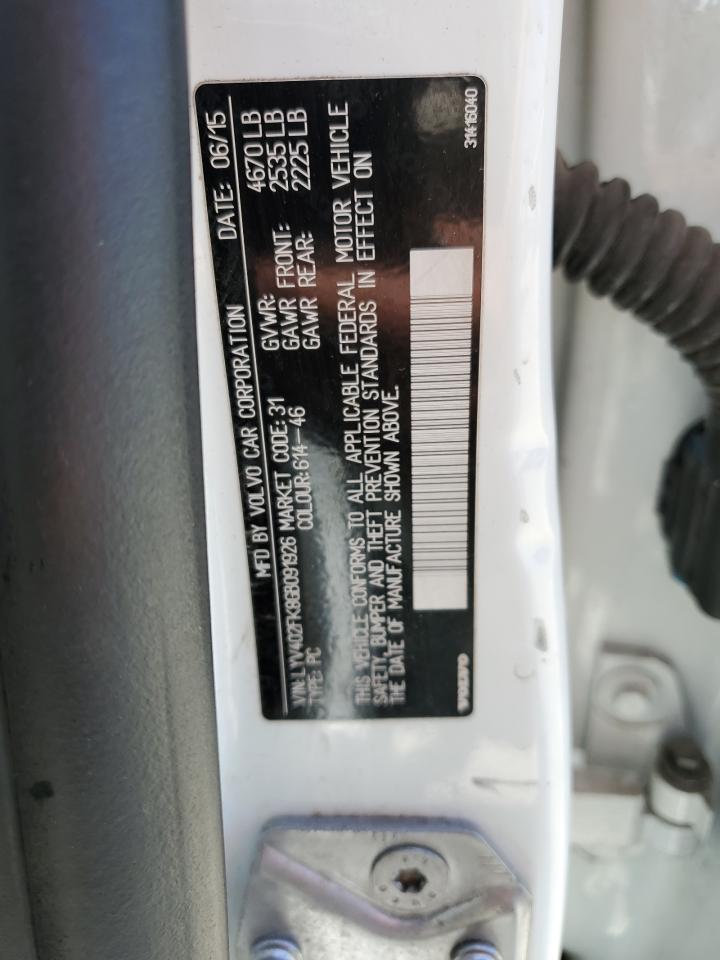 MFD BY VOLVO CAR CORPORATION DATE: 06/15
VIN: LYV402FK8GB091926 MARKET CODE: 31 GVWR: 4670 LB
TYPE: PC COLOUR: 614-46 GAWR FRONT: 2535 LB
GAWR REAR: 2225 LB
THIS VEHICLE CONFORMS TO ALL APPLICABLE FEDERAL MOTOR VEHICLE
SAFETY, BUMPER AND THEFT PREVENTION STANDARDS IN EFFECT ON
THE DATE OF MANUFACTURE SHOWN ABOVE.
VOLVO 31416040